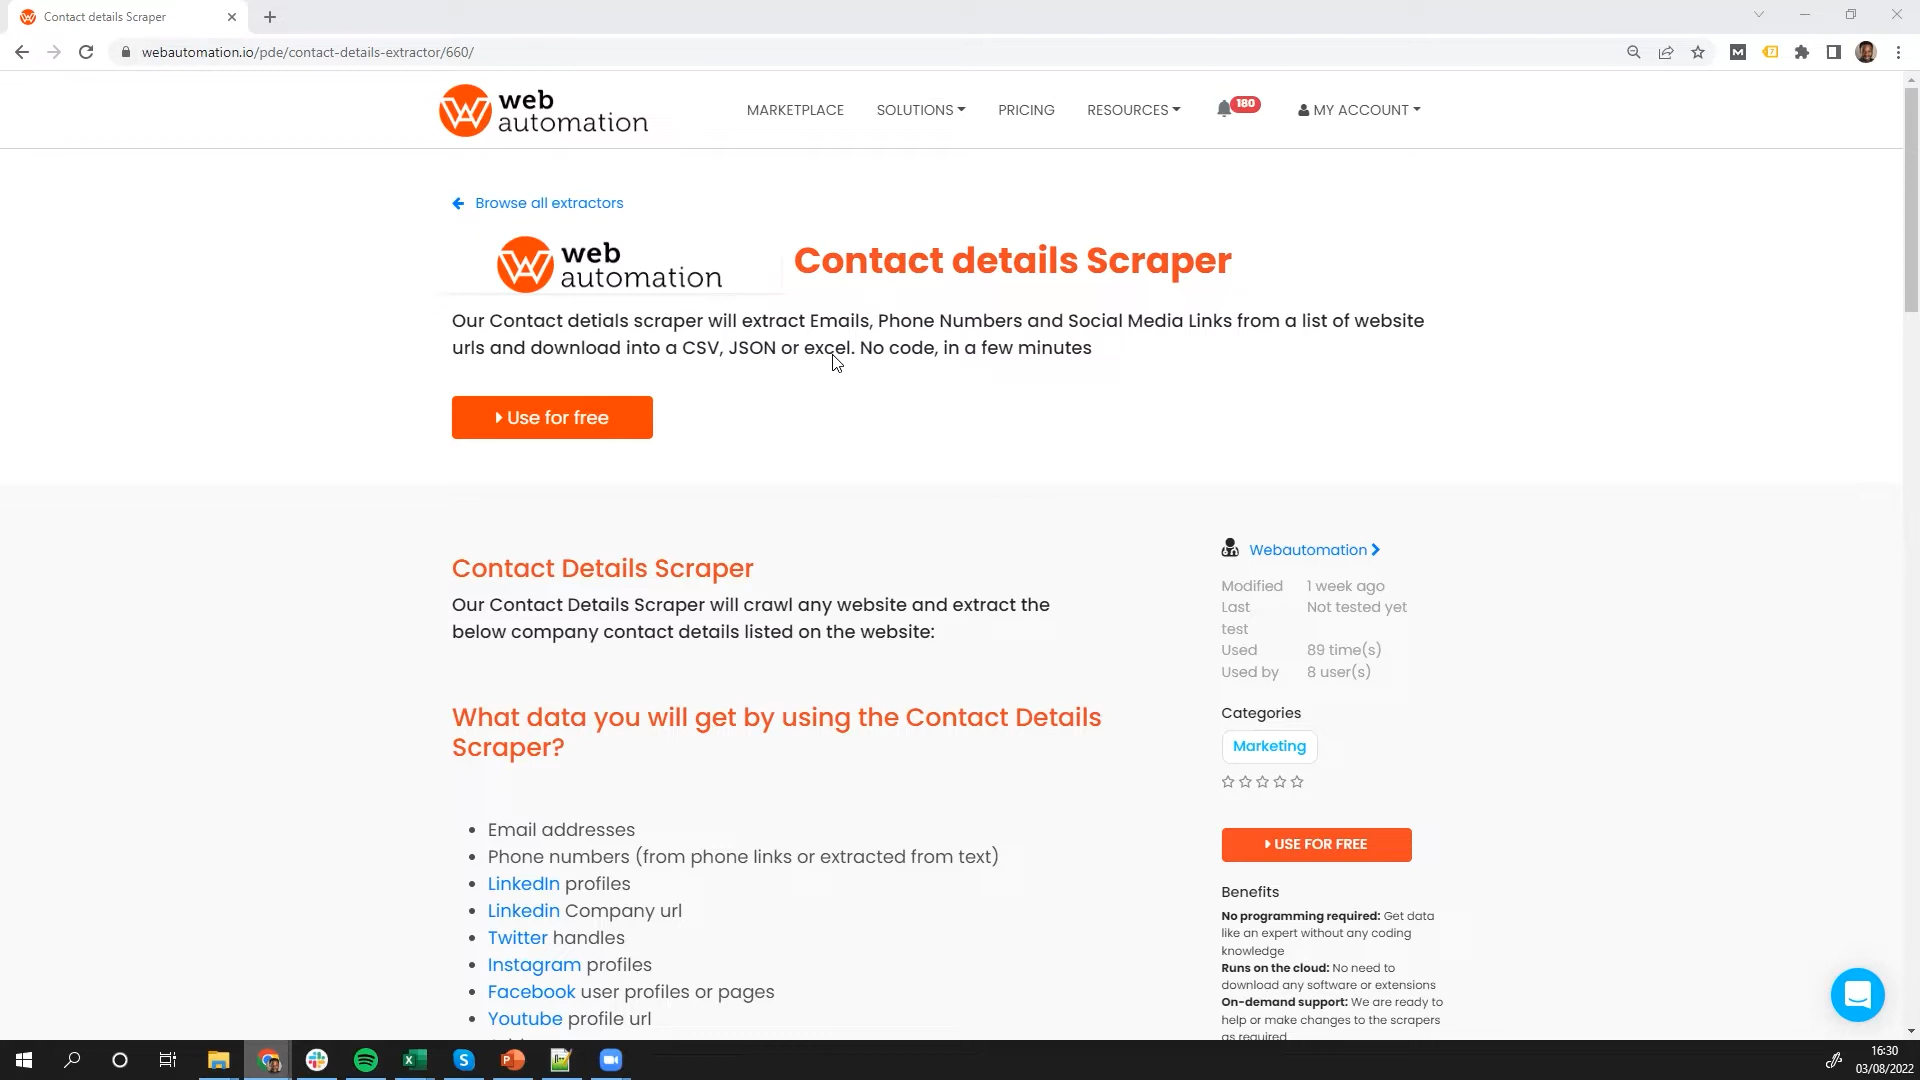 Contact details Scraper
webautomation.io/pde/contact-details-extractor/660/
web
automation
MARKETPLACE
SOLUTIONS
PRICING
RESOURCES
180
MY ACCOUNT
Browse all extractors
web
automation
Contact details Scraper
Our Contact detials scraper will extract Emails, Phone Numbers and Social Media Links from a list of website
urls and download into a CSV, JSON or excel. No code, in a few minutes
Use for free
Contact Details Scraper
Our Contact Details Scraper will crawl any website and extract the
below company contact details listed on the website:
What data you will get by using the Contact Details
Scraper?
Email addresses
Phone numbers (from phone links or extracted from text)
LinkedIn profiles
Linkedin Company url
Twitter handles
Instagram profiles
Facebook user profiles or pages
Youtube profile url
Webautomation
Modified 1 week ago
Last Not tested yet
test
Used 89 time(s)
Used by 8 user(s)
Categories
Marketing
USE FOR FREE
Benefits
No programming required: Get data
like an expert without any coding
knowledge
Runs on the cloud: No need to
download any software or extensions
On-demand support: We are ready to
help or make changes to the scrapers
as required
16:30
03/08/2022